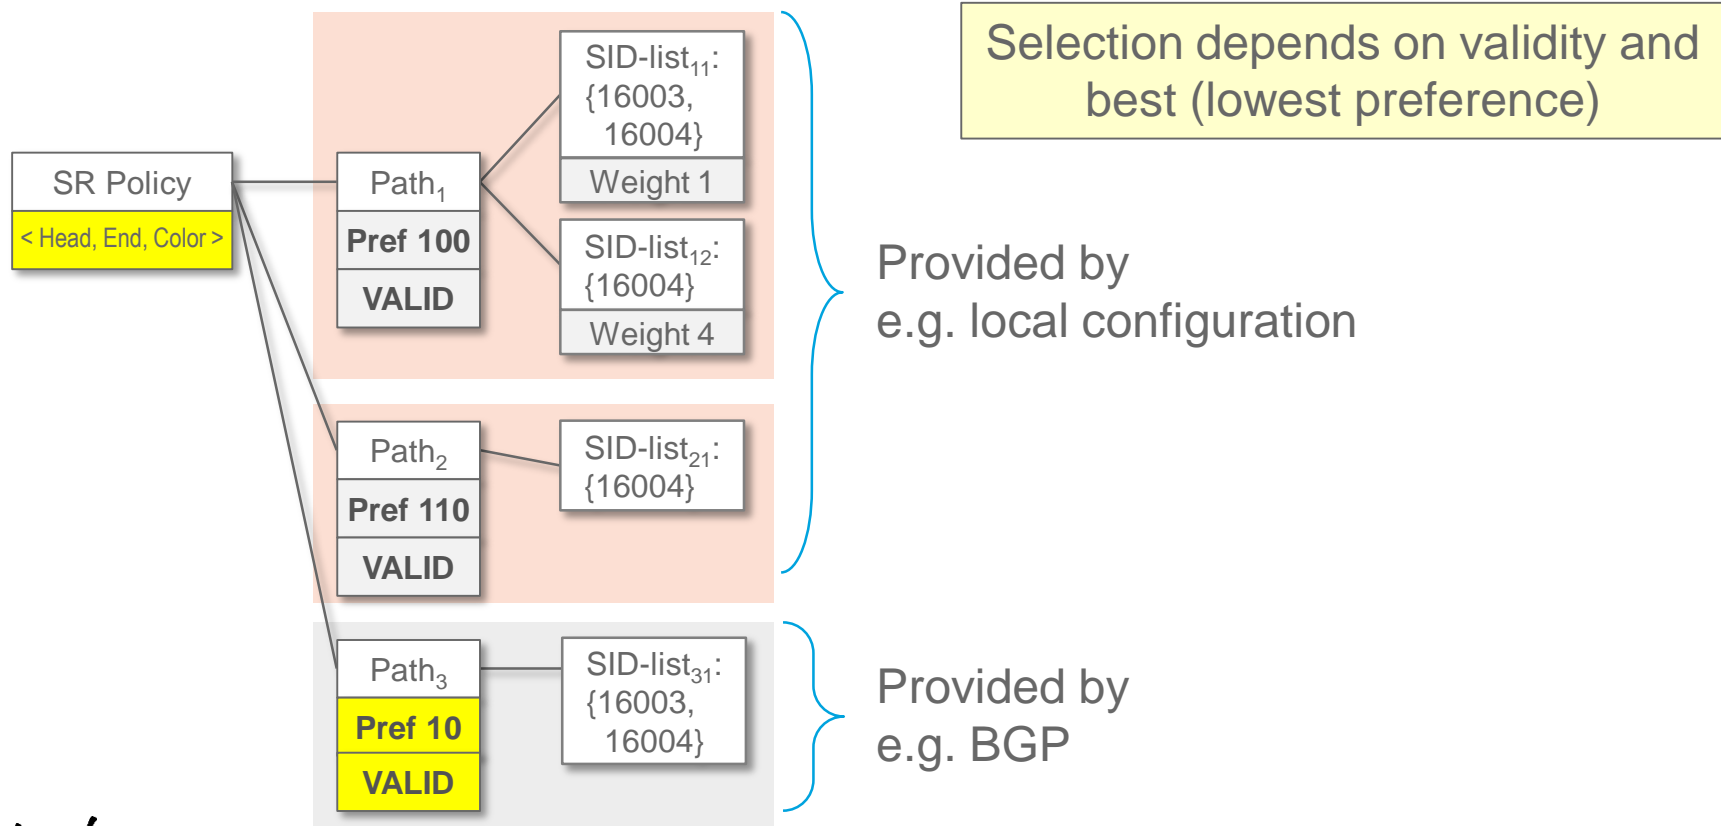 Selection depends on validity and
best (lowest preference)
SR Policy
< Head, End, Color >
Path1
Pref 100
VALID
SID-list11:
{16003,
16004}
Weight 1
SID-list12:
{16004}
Weight 4
Provided by
e.g. local configuration
Path2
Pref 110
VALID
SID-list21:
{16004}
Path3
Pref 10
VALID
SID-list31:
{16003,
16004}
Provided by
e.g. BGP